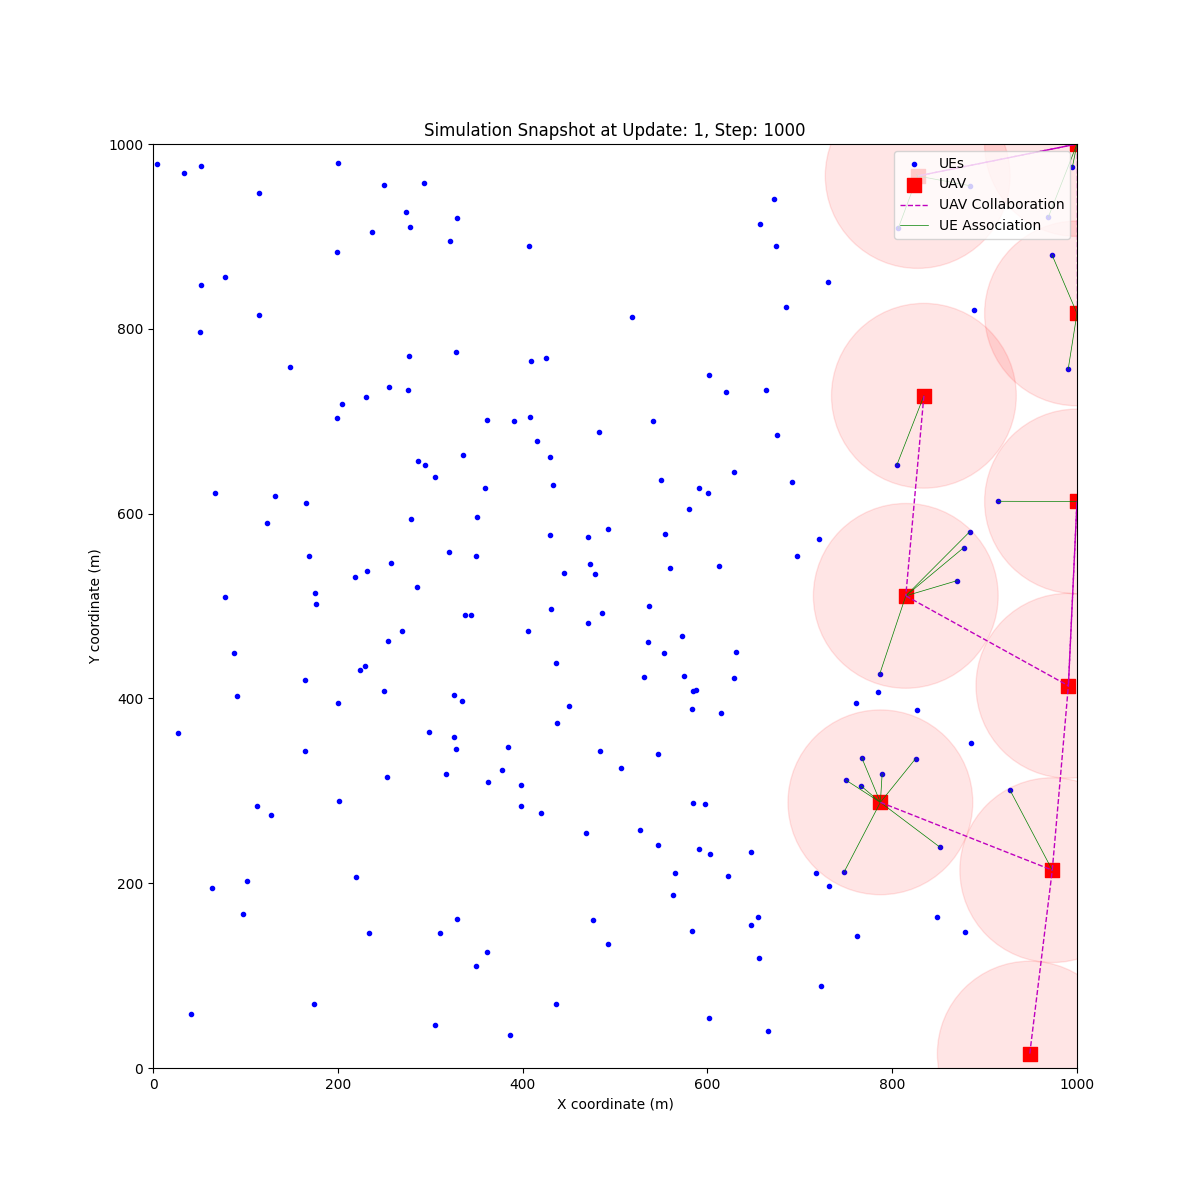 Simulation Snapshot at Update: 1, Step: 1000
UEs
UAV
UAV Collaboration
UE Association
1000
800
600
400
200
0
Y coordinate (m)
0 200 400 600 800 1000
X coordinate (m)